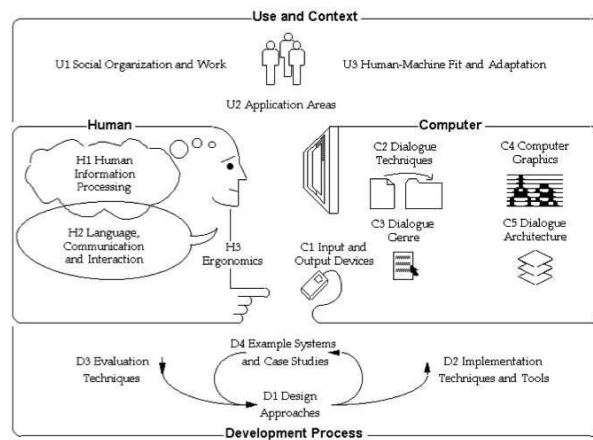 Use and Context
U1 Social Organization and Work
U3 Human-Machine Fit and Adaptation
U2 Application Areas
Human
Computer
H1 Human
Information
Processing
C2 Dialogue
Techniques
C4 Computer
Graphics
Aa
H2 Language,
Communication
and Interaction
H3
Ergonomics
C1 Input and
Output Devices
C3 Dialogue
Genre
C5 Dialogue
Architecture
D3 Evaluation
Techniques
D4 Example Systems
and Case Studies
D2 Implementation
Techniques and Tools
D1 Design
Approaches
Development Process